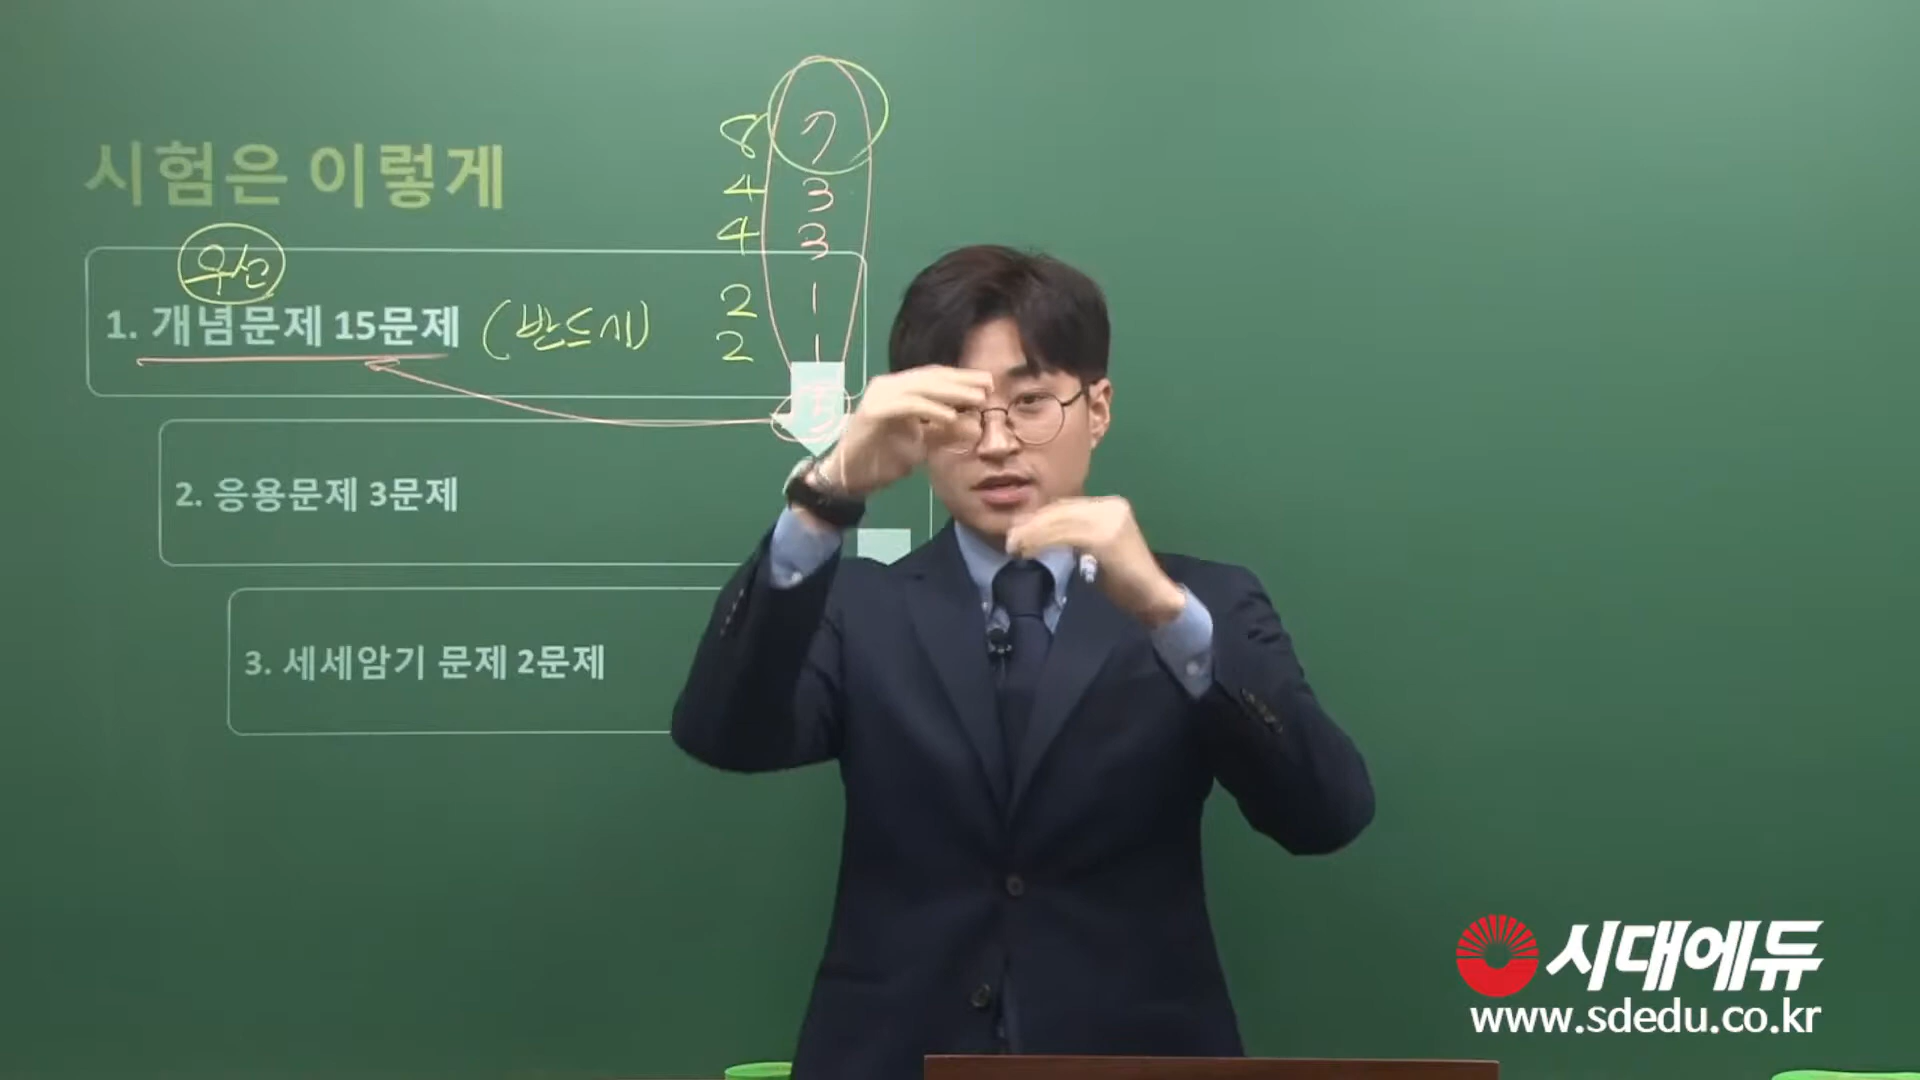 8 7
시험은 이렇게
4 3
4 3
우선
2 1
1. 개념문제 15문제 (반드시)
2 1
15
2. 응용문제 3문제
3. 세세암기 문제 2문제
시대에듀
www.sdedu.co.kr